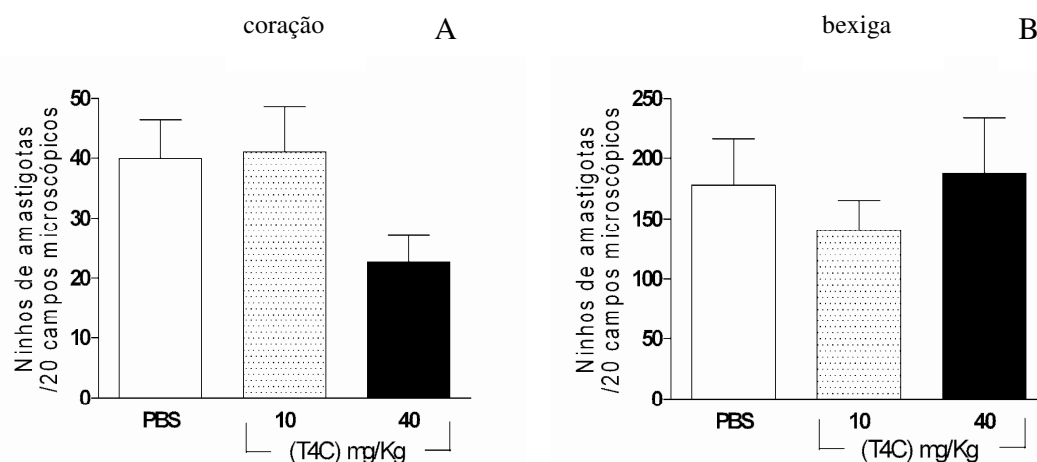 coração
A
Ninhos de amastigotas
/20 campos microscópicos
50
40
30
20
10
0
PBS
10
40
(T4C) mg/Kg
bexiga
B
Ninhos de amastigotas
/20 campos microscópicos
250
200
150
100
50
0
PBS
10
40
(T4C) mg/Kg